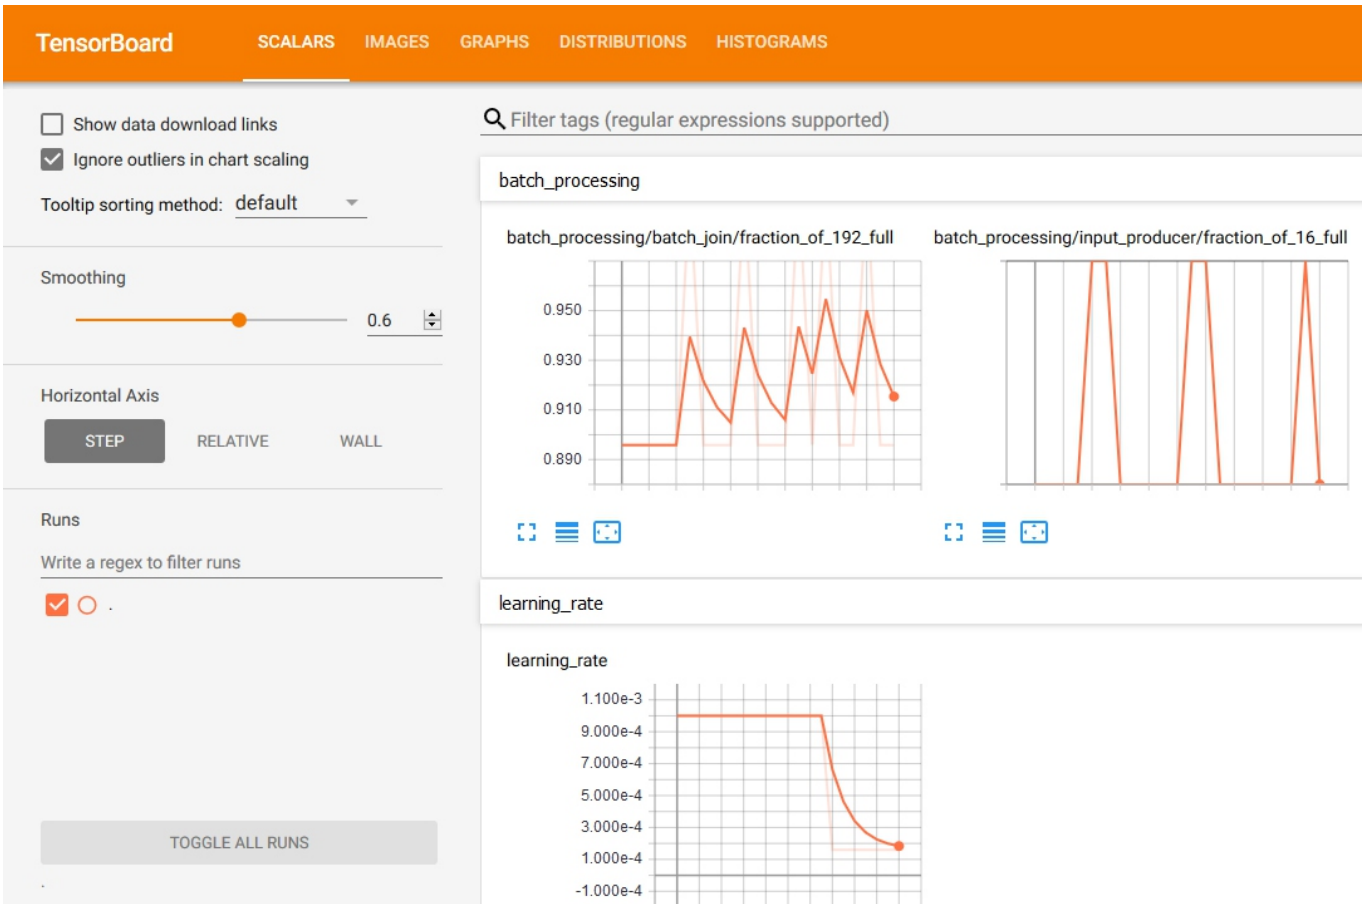 TensorBoard SCALARS IMAGES GRAPHS DISTRIBUTIONS HISTOGRAMS
Show data download links
Ignore outliers in chart scaling
Tooltip sorting method: default
Smoothing
0.6
Horizontal Axis
STEP RELATIVE WALL
Runs
Write a regex to filter runs
.
TOGGLE ALL RUNS
.
Filter tags (regular expressions supported)
batch_processing
batch_processing/batch_join/fraction_of_192_full
0.950
0.930
0.910
0.890
batch_processing/input_producer/fraction_of_16_full
learning_rate
learning_rate
1.100e-3
9.000e-4
7.000e-4
5.000e-4
3.000e-4
1.000e-4
-1.000e-4